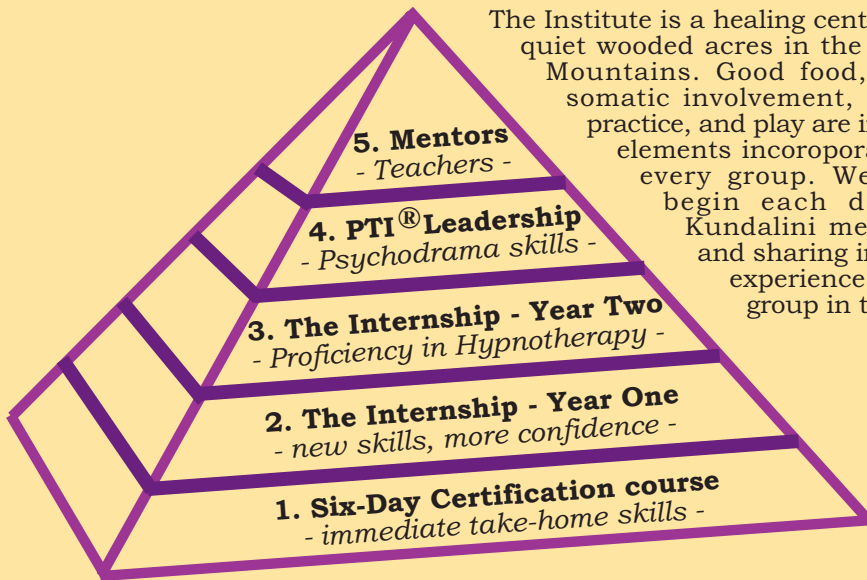 The Institute is a healing
quiet wooded acres in the
Mountains. Good food,
somatic involvement,
practice, and play are
elements
every group. We
begin each
Kundalini
and sharing
experience
group in
5. Mentors
- Teachers -
4. PTI® Leadership
- Psychodrama skills -
3. The Internship - Year Two
- Proficiency in Hypnotherapy -
2. The Internship - Year One
- new skills, more confidence -
1. Six-Day Certification course
- immediate take-home skills -